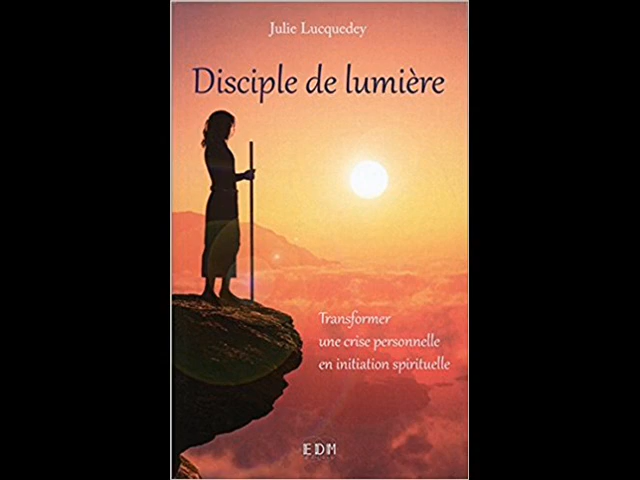 Julie Lucquedey
Disciple de lumière
Transformer
une crise personnelle
en initiation spirituelle
EDM